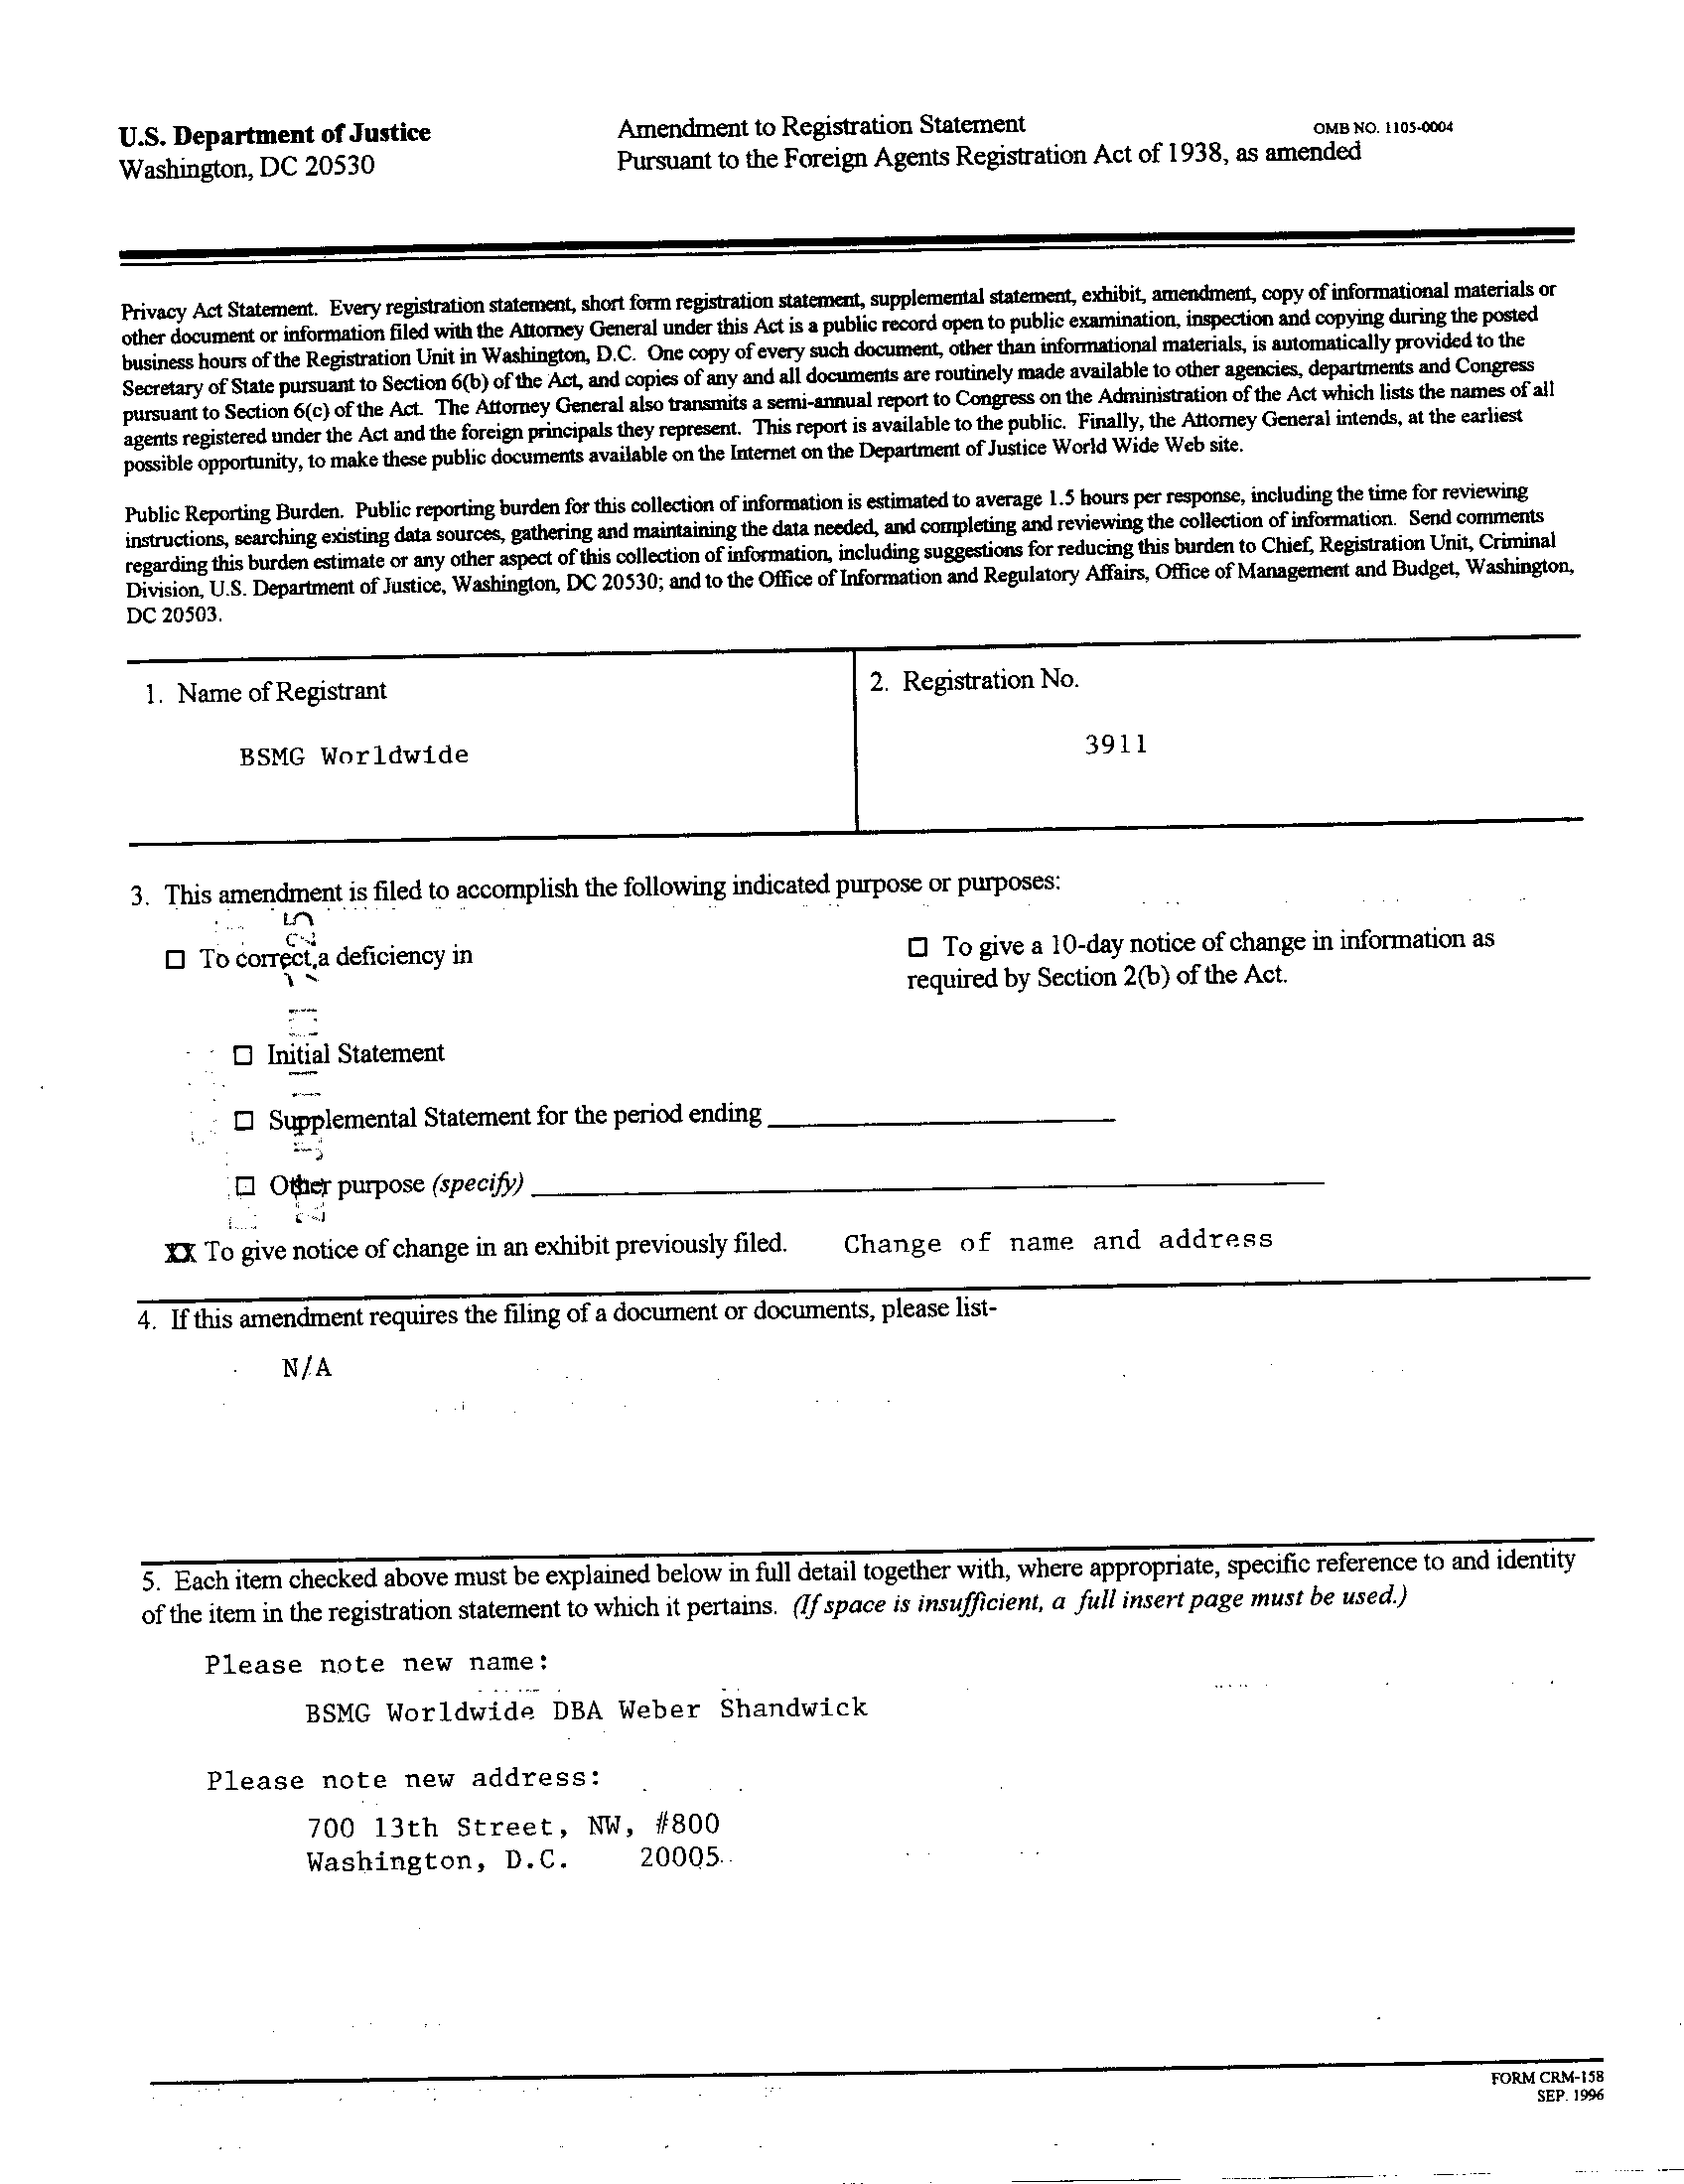 U.S. Department of Justice
Washington, DC 20530
Amendment to Registration Statement
Pursuant to the Foreign Agents Registration Act of 1938, as amended
OMB NO. 1105-0004
Privacy Act Statement. Every registration statement, short form registration statement, supplemental statement, exhibit, amendment, copy of informational materials or
other document or information filed with the Attorney General under this Act is a public record open to public examination, inspection and copying during the posted
business hours of the Registration Unit in Washington, D.C. One copy of every such document, other than informational materials, is automatically provided to the
Secretary of State pursuant to Section 6(b) of the Act, and copies of any and all documents are routinely made available to other agencies, departments and Congress
pursuant to Section 6(c) of the Act. The Attorney General also transmits a semi-annual report to Congress on the Administration of the Act which lists the names of all
agents registered under the Act and the foreign principals they represent. This report is available to the public. Finally, the Attorney General intends, at the earliest
possible opportunity, to make these public documents available on the Internet on the Department of Justice World Wide Web site.
Public Reporting Burden. Public reporting burden for this collection of information is estimated to average 1.5 hours per response, including the time for reviewing
instructions, searching existing data sources, gathering and maintaining the data needed, and completing and reviewing the collection of information. Send comments
regarding this burden estimate or any other aspect of this collection of information, including suggestions for reducing this burden to Chief, Registration Unit, Criminal
Division, U.S. Department of Justice, Washington, DC 20530; and to the Office of Information and Regulatory Affairs, Office of Management and Budget, Washington,
DC 20503.
1. Name of Registrant
BSMG Worldwide
2. Registration No.
3911
3. This amendment is filed to accomplish the following indicated purpose or purposes:
☐ To correct a deficiency in
☐ To give a 10-day notice of change in information as
required by Section 2(b) of the Act.
☐ Initial Statement
☐ Supplemental Statement for the period ending
☐ Other purpose (specify)
XX To give notice of change in an exhibit previously filed. Change of name and address
4. If this amendment requires the filing of a document or documents, please list-
N/A
5. Each item checked above must be explained below in full detail together with, where appropriate, specific reference to and identity
of the item in the registration statement to which it pertains. (If space is insufficient, a full insert page must be used.)
Please note new name:
BSMG Worldwide DBA Weber Shandwick
Please note new address:
700 13th Street, NW, #800
Washington, D.C. 20005
FORM CRM-158
SEP. 1996